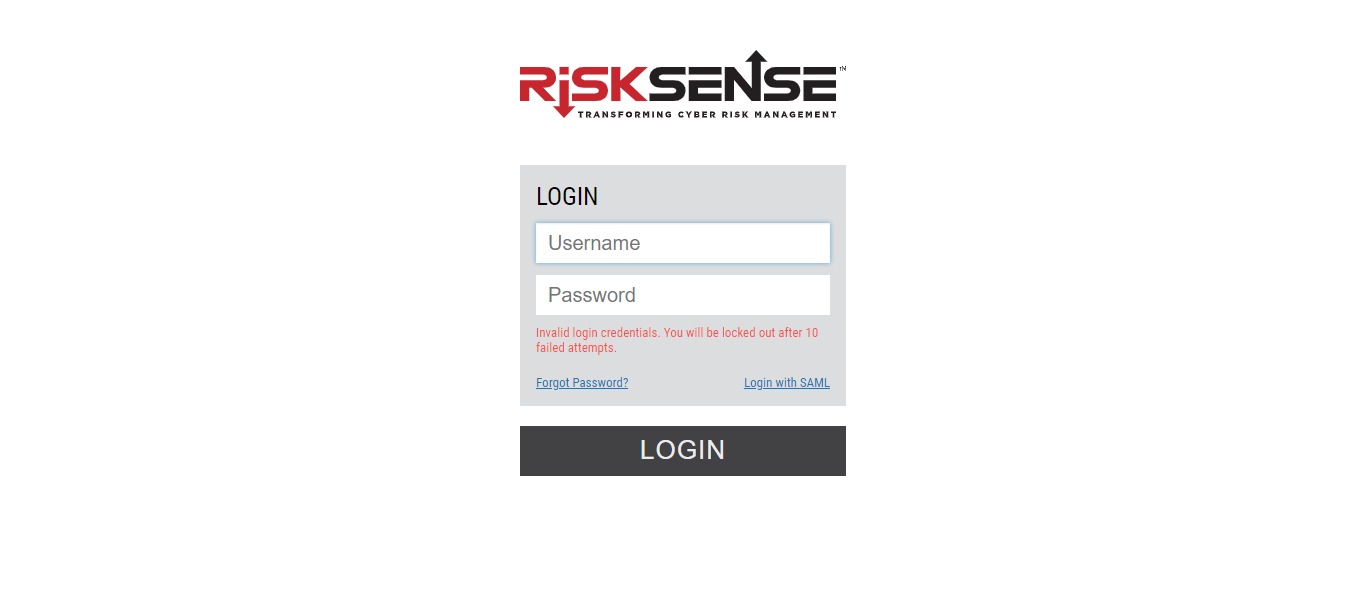 RiSKSENSE™
TRANSFORMING CYBER RISK MANAGEMENT
LOGIN
Username
Password
Invalid login credentials. You will be locked out after 10
failed attempts.
Forgot Password? Login with SAML
LOGIN